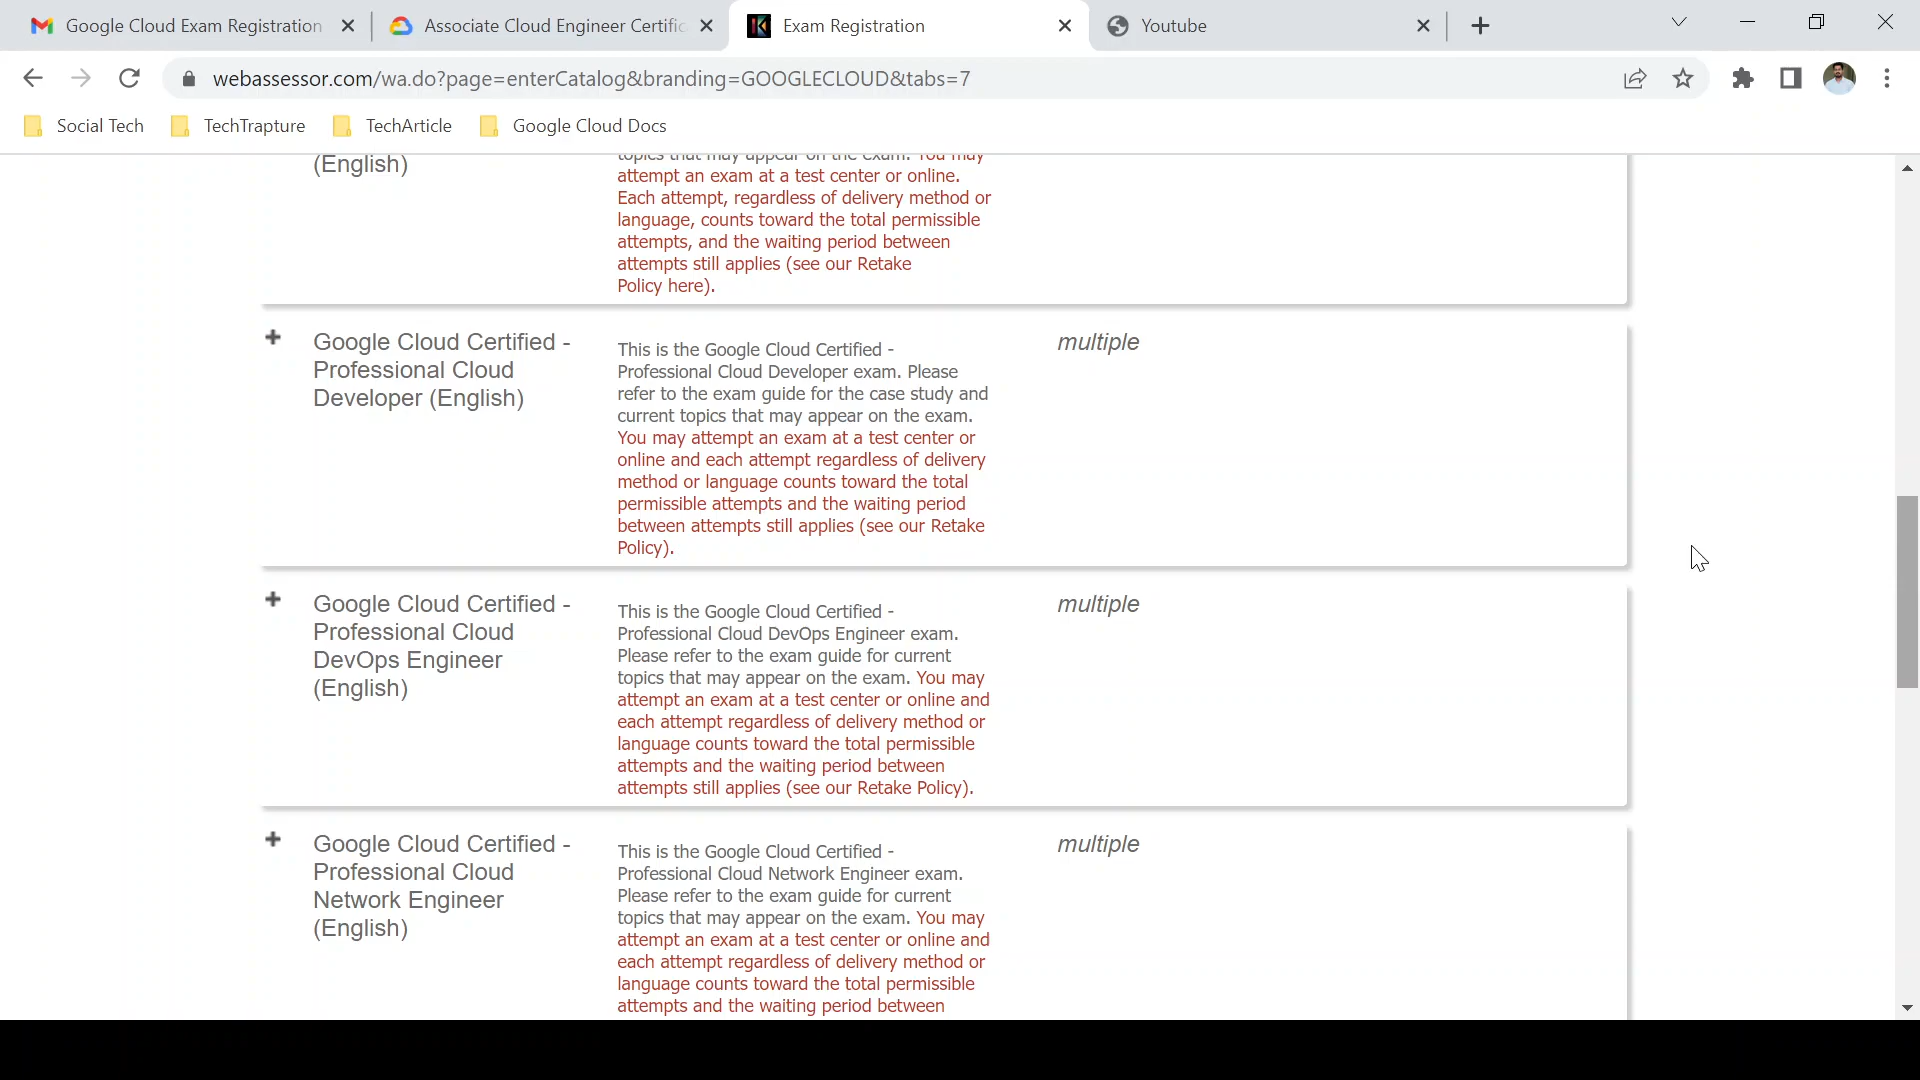 Google Cloud Exam Registration
Associate Cloud Engineer Certific
Exam Registration
Youtube
webassessor.com/wa.do?page=enterCatalog&branding=GOOGLECLOUD&tabs=7
Social Tech
TechTrapture
TechArticle
Google Cloud Docs
(English)
topics that may appear on the exam. You may
attempt an exam at a test center or online.
Each attempt, regardless of delivery method or
language, counts toward the total permissible
attempts, and the waiting period between
attempts still applies (see our Retake
Policy here).
Google Cloud Certified -
Professional Cloud
Developer (English)
This is the Google Cloud Certified -
Professional Cloud Developer exam. Please
refer to the exam guide for the case study and
current topics that may appear on the exam.
You may attempt an exam at a test center or
online and each attempt regardless of delivery
method or language counts toward the total
permissible attempts and the waiting period
between attempts still applies (see our Retake
Policy).
multiple
Google Cloud Certified -
Professional Cloud
DevOps Engineer
(English)
This is the Google Cloud Certified -
Professional Cloud DevOps Engineer exam.
Please refer to the exam guide for current
topics that may appear on the exam. You may
attempt an exam at a test center or online and
each attempt regardless of delivery method or
language counts toward the total permissible
attempts and the waiting period between
attempts still applies (see our Retake Policy).
multiple
Google Cloud Certified -
Professional Cloud
Network Engineer
(English)
This is the Google Cloud Certified -
Professional Cloud Network Engineer exam.
Please refer to the exam guide for current
topics that may appear on the exam. You may
attempt an exam at a test center or online and
each attempt regardless of delivery method or
language counts toward the total permissible
attempts and the waiting period between
multiple